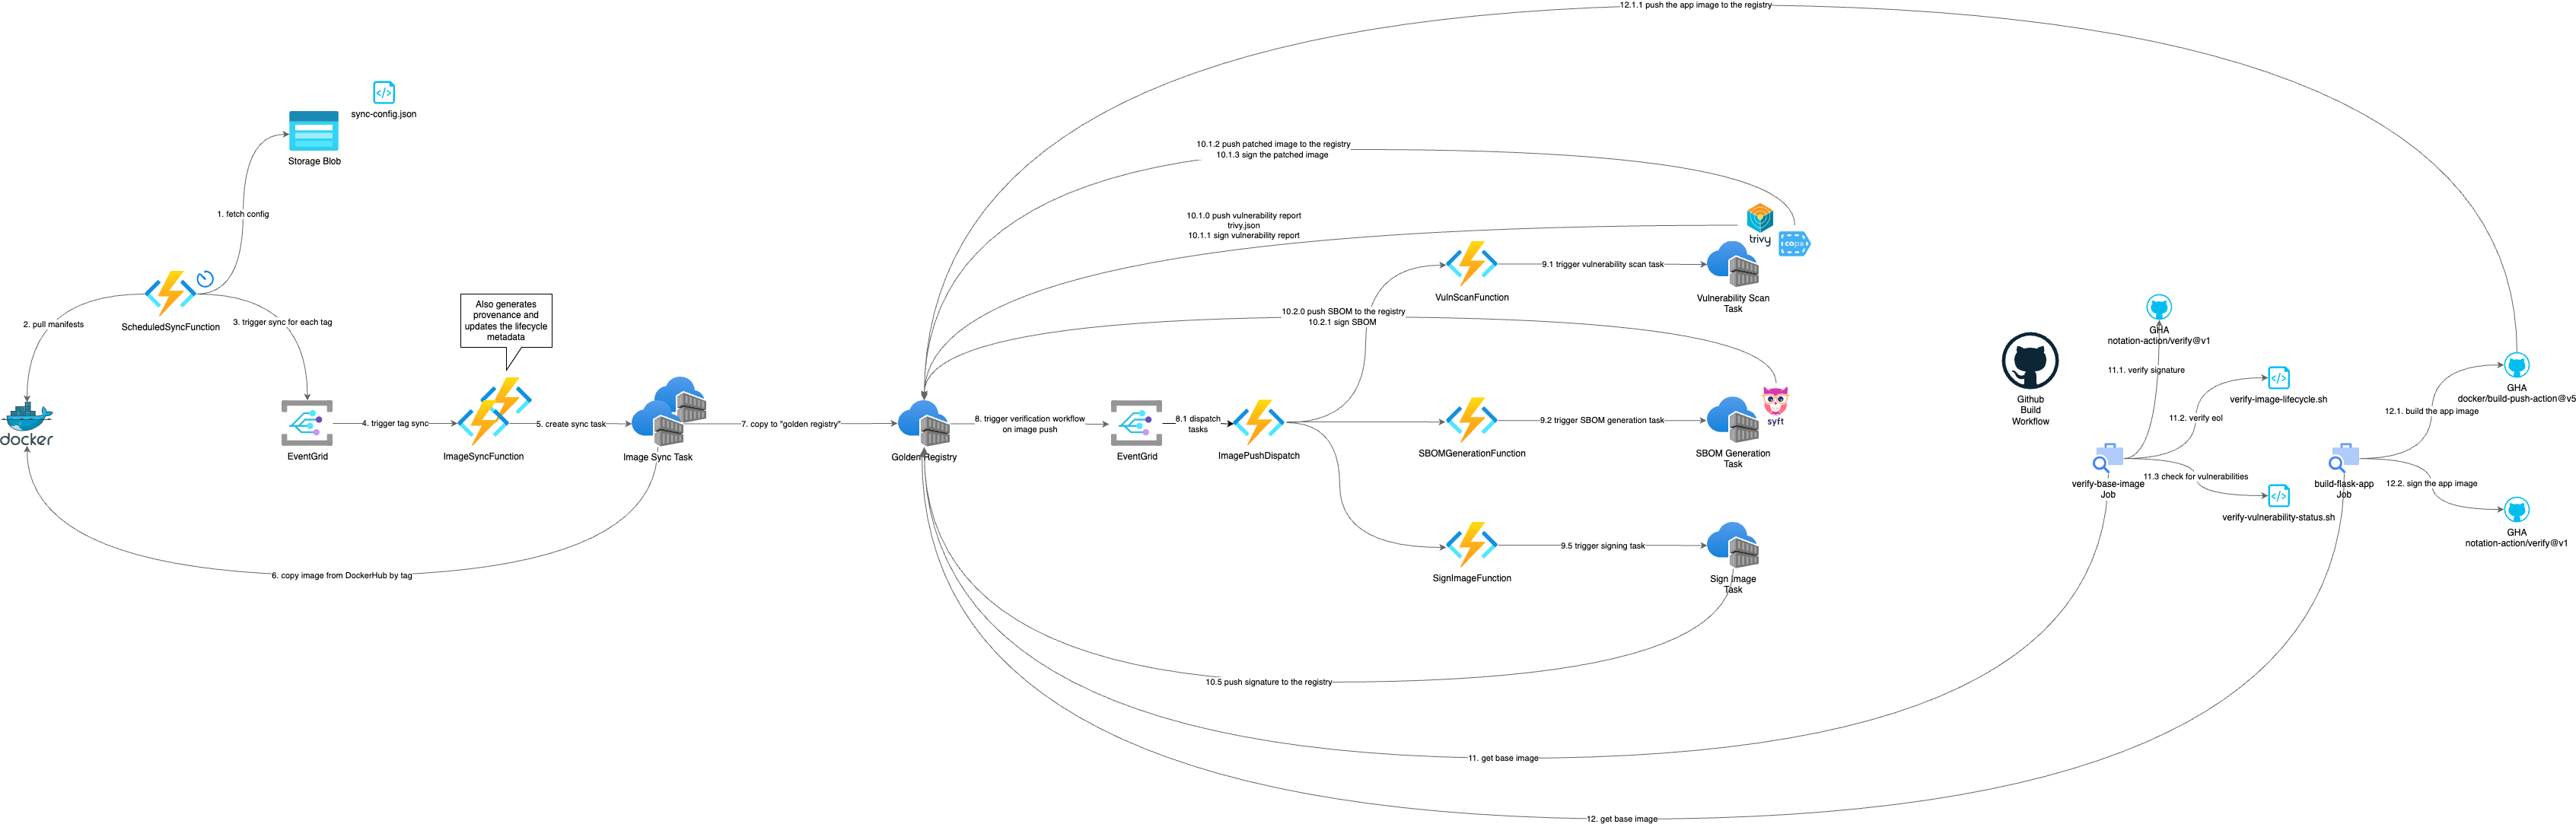 12.1.1 push the app image to the registry
sync-config.json
Storage Blob
1. fetch config
ScheduledSyncFunction
2. pull manifests
3. trigger sync for each tag
docker
EventGrid
4. trigger tag sync
Also generates
provenance and
updates the lifecycle
metadata
ImageSyncFunction
5. create sync task
Image Sync Task
6. copy image from DockerHub by tag
7. copy to "golden registry"
Golden Registry
8. trigger verification workflow
on image push
EventGrid
8.1 dispatch
tasks
ImagePushDispatch
10.1.2 push patched image to the registry
10.1.3 sign the patched image
10.1.0 push vulnerability report
trivy.json
10.1.1 sign vulnerability report
trivy
copa
VulnScanFunction
9.1 trigger vulnerability scan task
Vulnerability Scan
Task
10.2.0 push SBOM to the registry
10.2.1 sign SBOM
SBOMGenerationFunction
9.2 trigger SBOM generation task
syft
SBOM Generation
Task
SignImageFunction
9.5 trigger signing task
Sign Image
Task
10.5 push signature to the registry
11. get base image
12. get base image
Github
Build
Workflow
GHA
notation-action/verify@v1
11.1. verify signature
verify-image-lifecycle.sh
11.2. verify eol
verify-base-image
Job
11.3 check for vulnerabilities
verify-vulnerability-status.sh
build-flask-app
Job
12.1. build the app image
GHA
docker/build-push-action@v5
12.2. sign the app image
GHA
notation-action/verify@v1